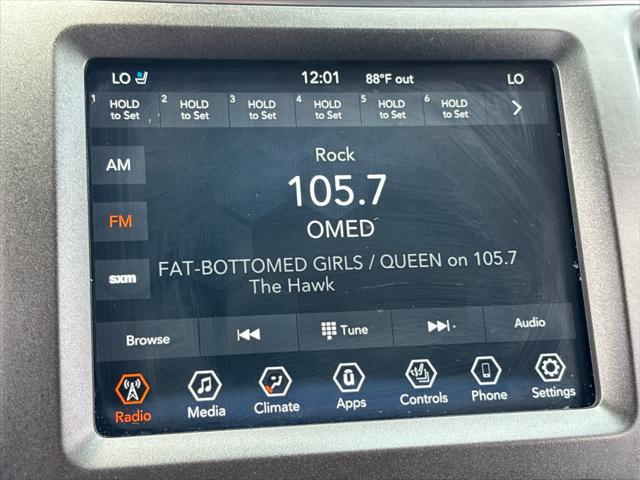 LO 12:01 88°F out LO
1 HOLD to Set 2 HOLD to Set 3 HOLD to Set 4 HOLD to Set 5 HOLD to Set 6 HOLD to Set
AM
Rock
105.7
FM
OMED
sxm
FAT-BOTTOMED GIRLS / QUEEN on 105.7
The Hawk
Browse Tune Audio
Radio Media Climate Apps Controls Phone Settings